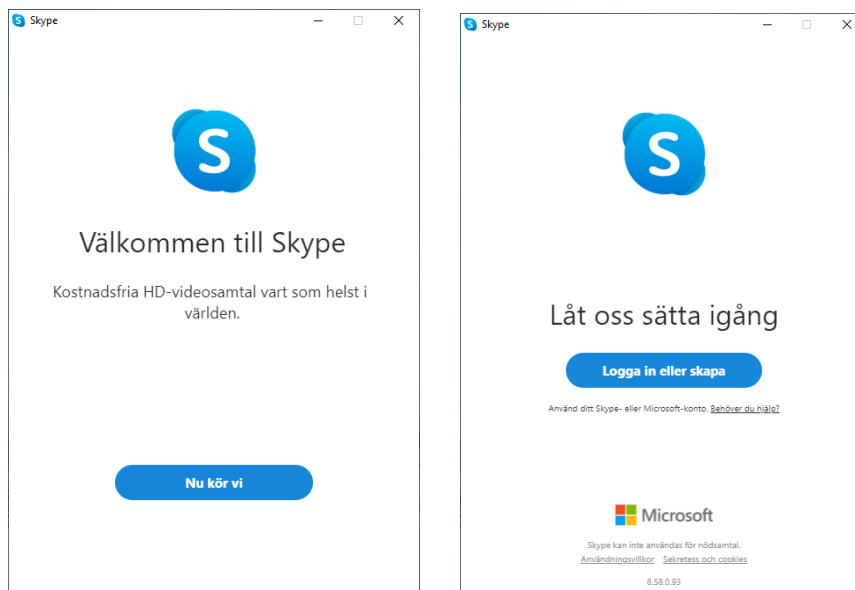 Skype
S
Välkommen till Skype
Kostnadsfria HD-videosamtal vart som helst i
världen.
Nu kör vi
Skype
S
Låt oss sätta igång
Logga in eller skapa
Använd ditt Skype- eller Microsoft-konto. Behöver du hjälp?
Microsoft
Skype kan inte användas för nödsamtal.
Användningsvillkor Sekretess och cookies
8.58.0.93